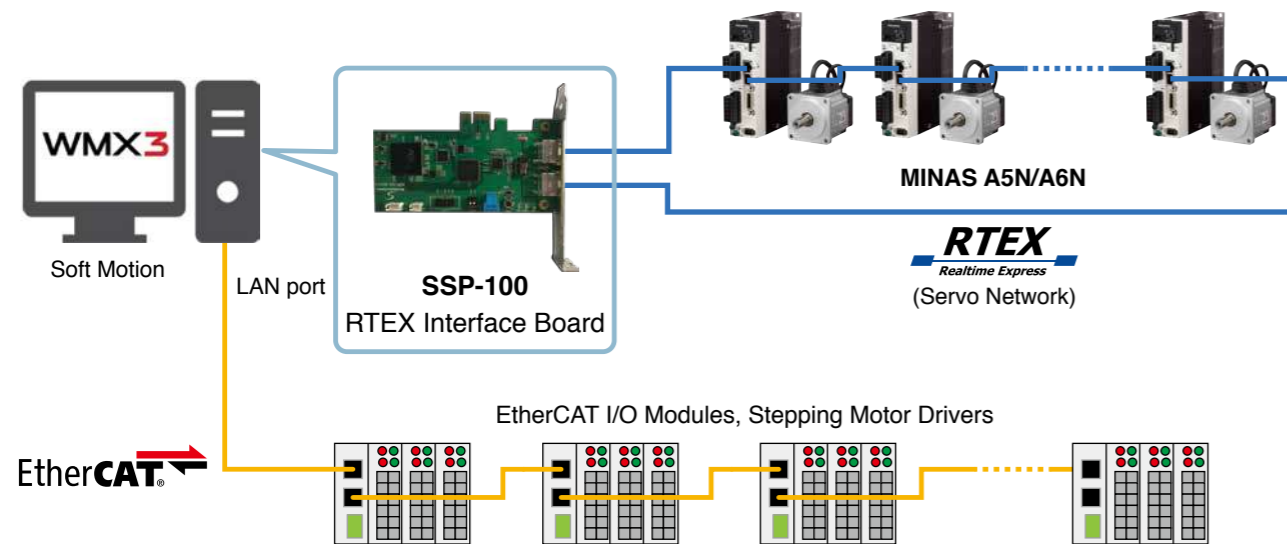 WMX3
Soft Motion
LAN port
SSP-100
RTEX Interface Board
MINAS A5N/A6N
RTEX
Realtime Express
(Servo Network)
EtherCAT I/O Modules, Stepping Motor Drivers
EtherCAT®